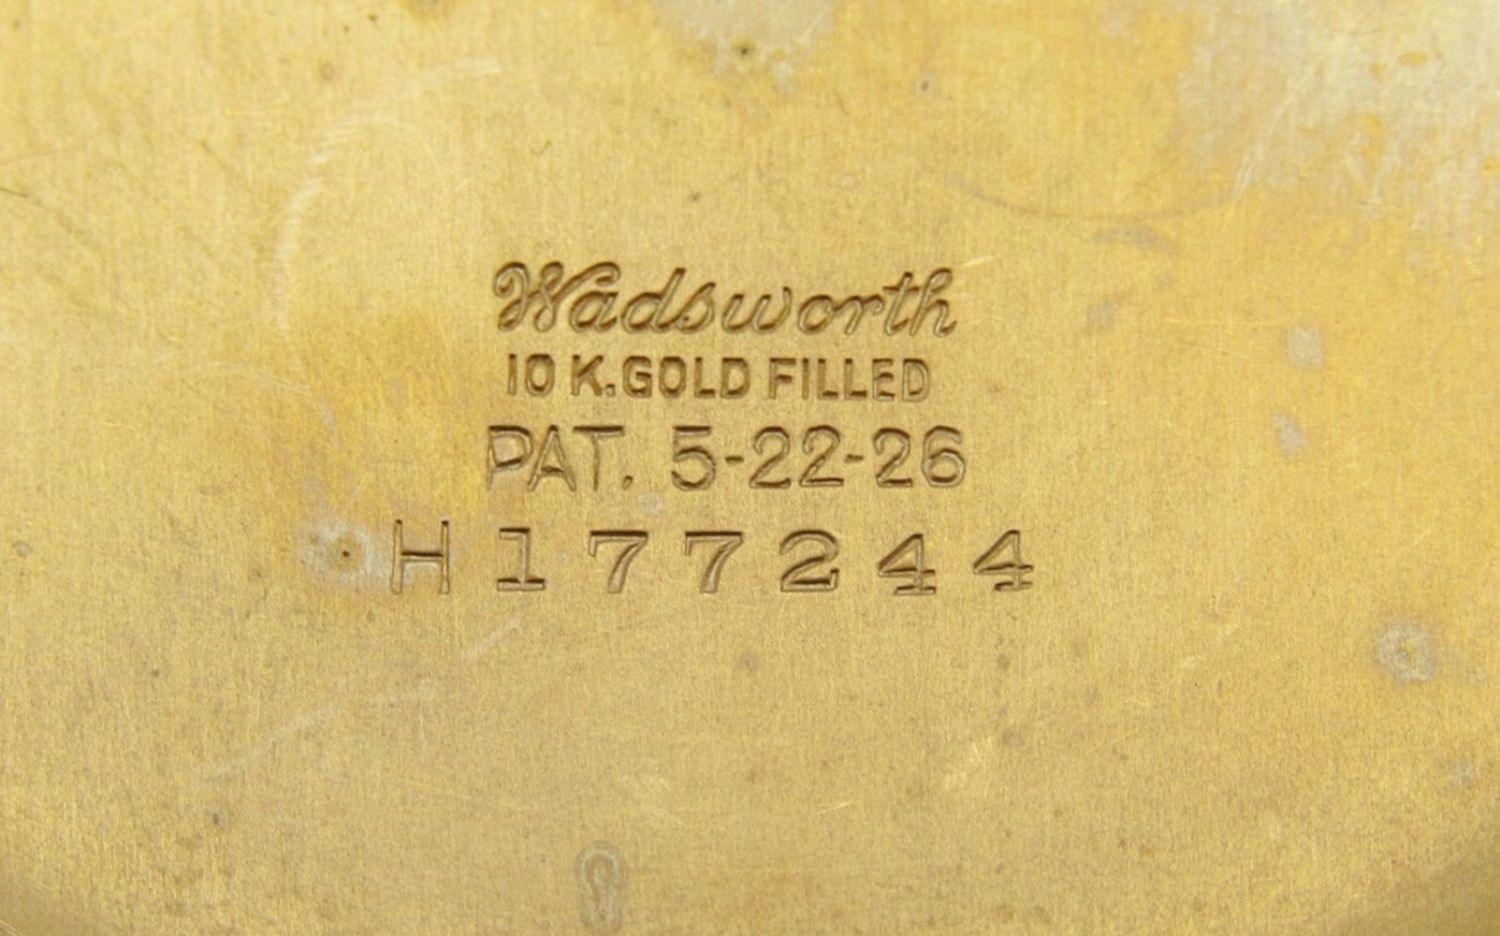 Wadsworth
10 K. GOLD FILLED
PAT. 5-22-26
H177244